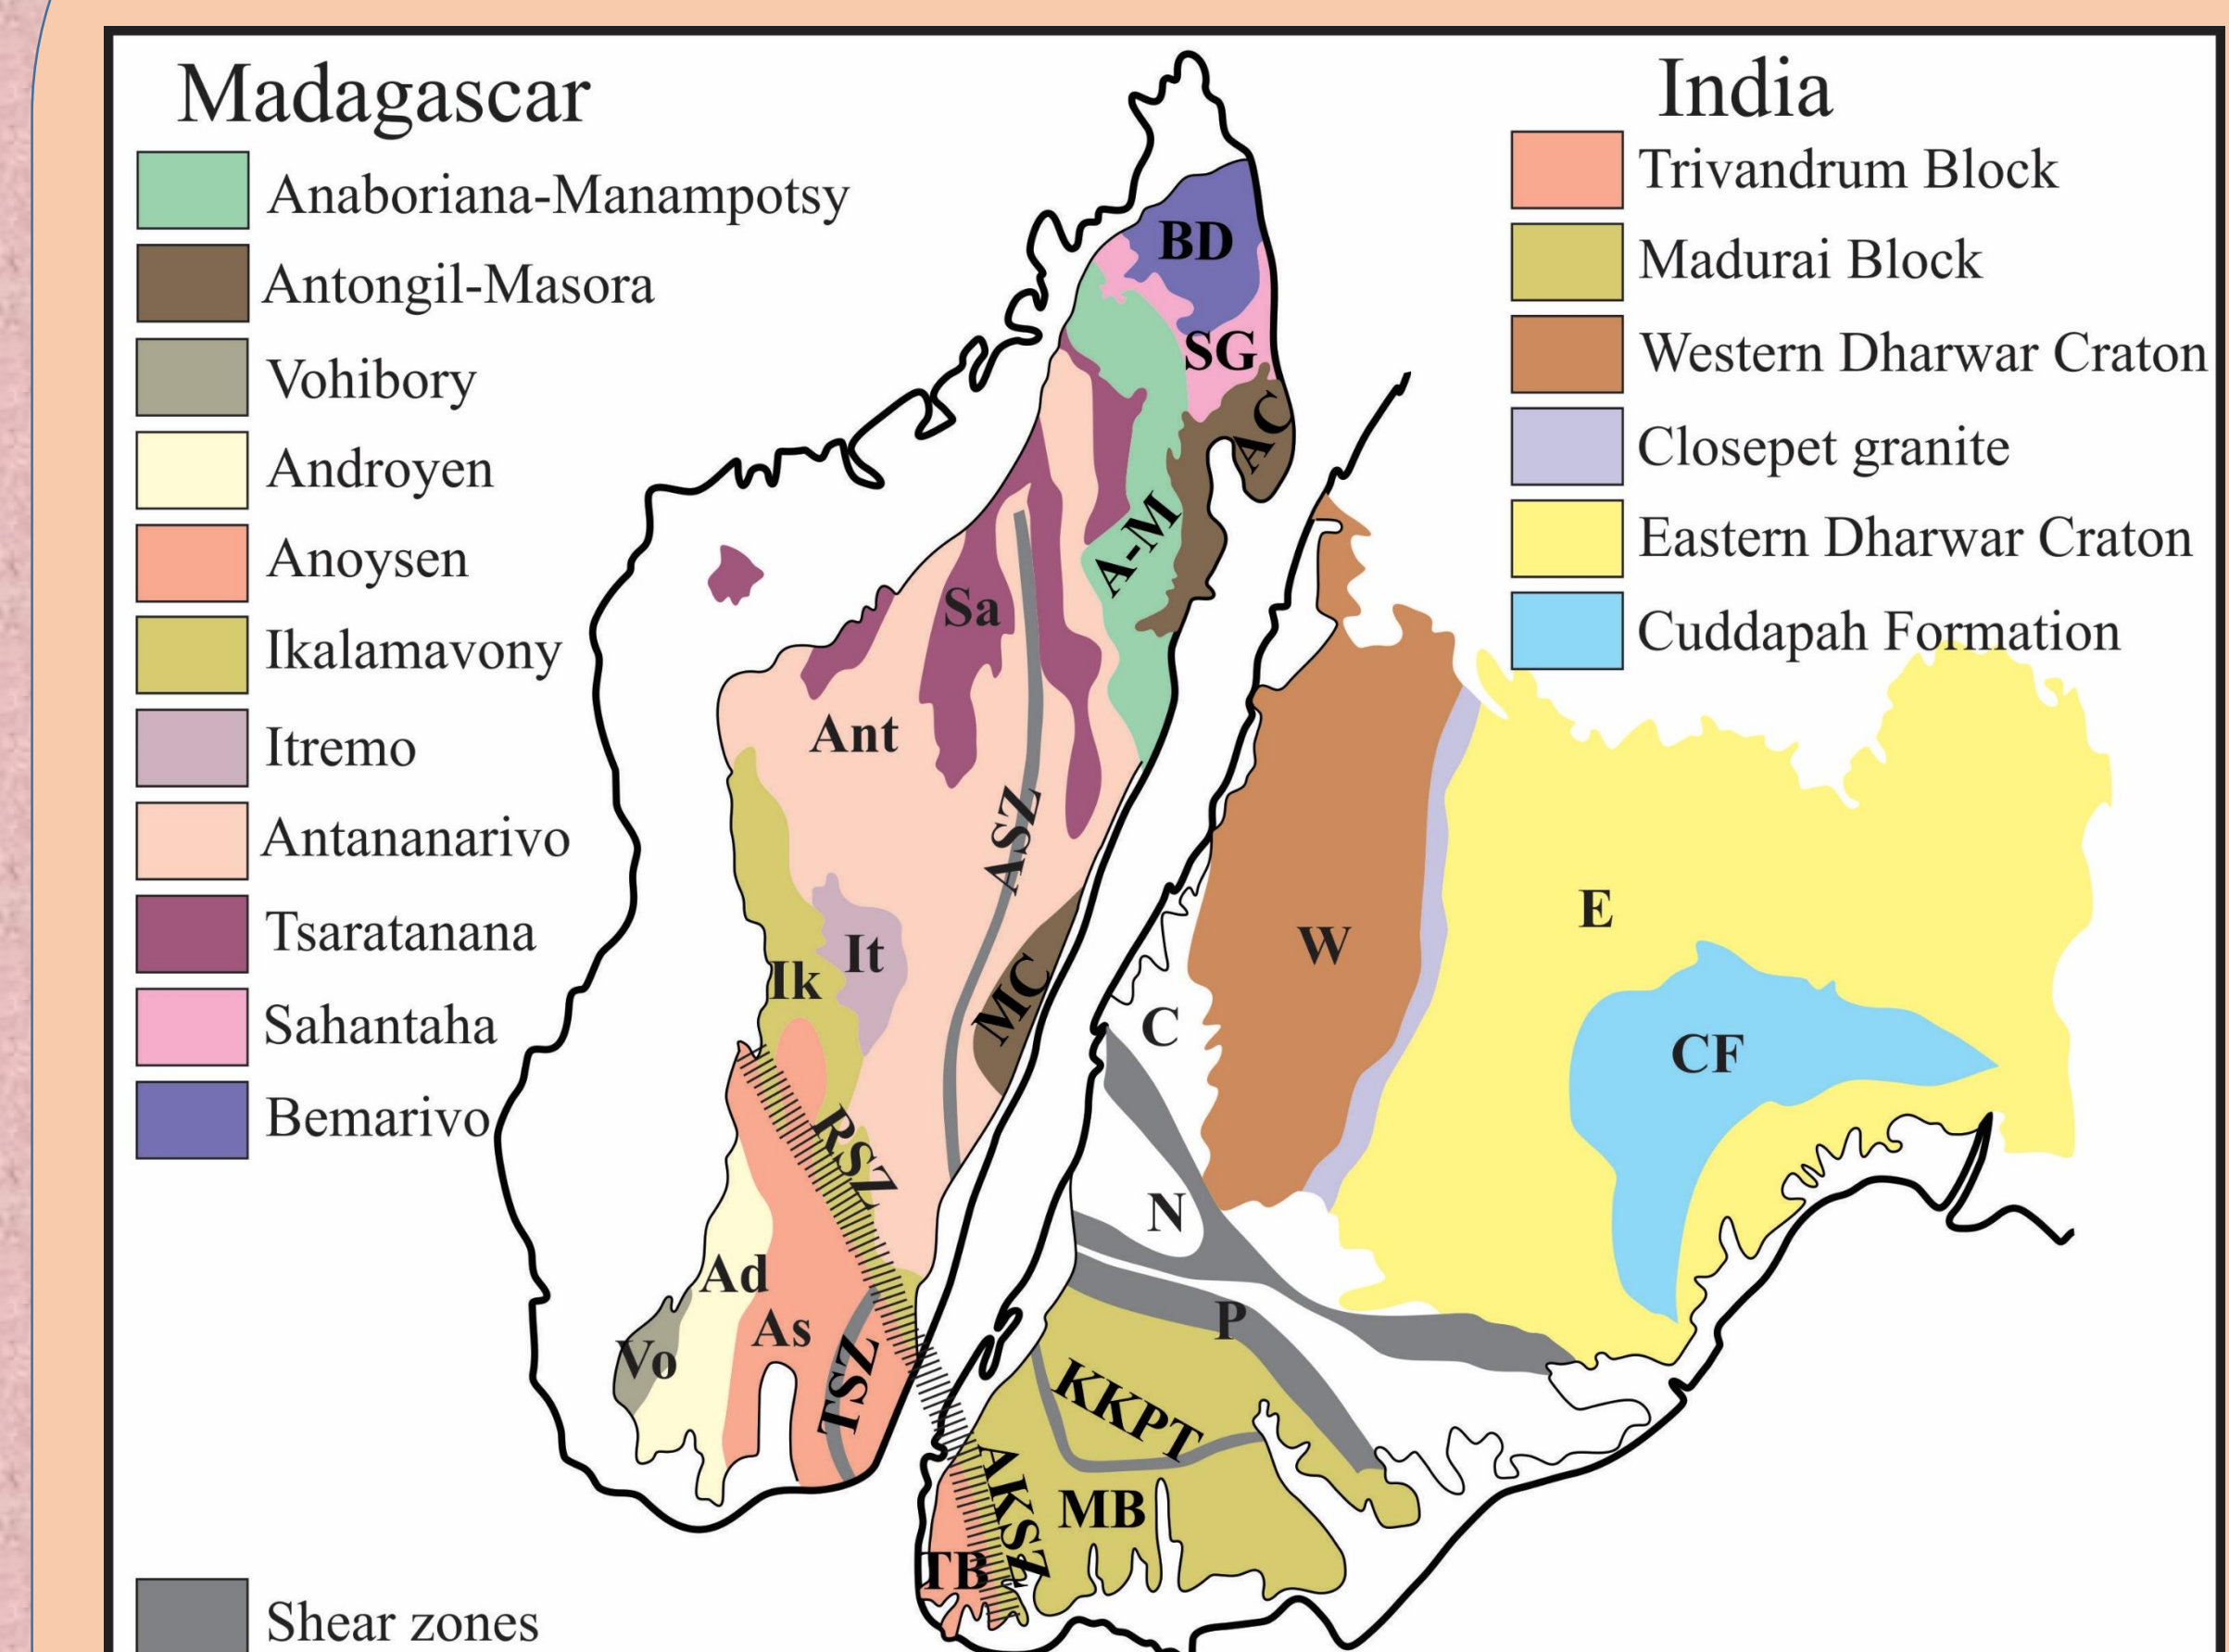 Madagascar
Anaboriana-Manampotsy
Antongil-Masora
Vohibory
Androyen
Anoysen
Ikalamavony
Itremo
Antananarivo
Tsaratanana
Sahantaha
Bemarivo
Shear zones
India
Trivandrum Block
Madurai Block
Western Dharwar Craton
Closepet granite
Eastern Dharwar Craton
Cuddapah Formation
BD
SG
AC
A-M
Sa
Ant
ASZ
It
Ik
MC
RSZ
Ad
As
Vo
TSZ
W
E
C
CF
N
P
KKPT
AKSZ
MB
TB